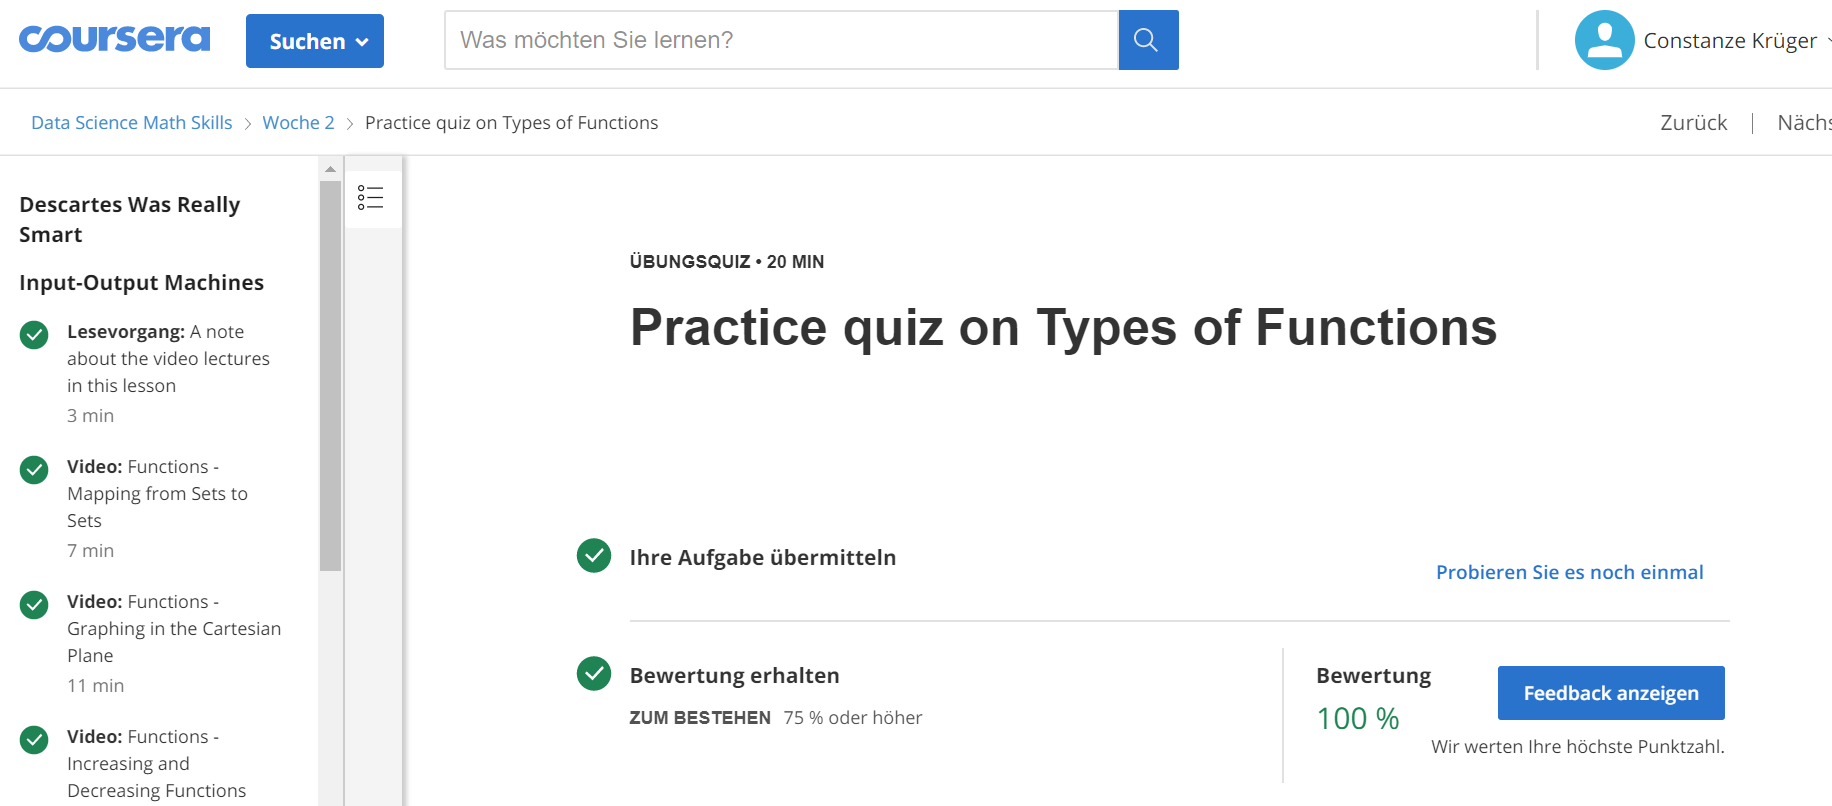 coursera
Suchen
Was möchten Sie lernen?
Constanze Krüger
Data Science Math Skills
Woche 2
Practice quiz on Types of Functions
Zurück
Nächs
Descartes Was Really
Smart
Input-Output Machines
Lesevorgang: A note
about the video lectures
in this lesson
3 min
Video: Functions -
Mapping from Sets to
Sets
7 min
Video: Functions -
Graphing in the Cartesian
Plane
11 min
Video: Functions -
Increasing and
Decreasing Functions
ÜBUNGSQUIZ • 20 MIN
Practice quiz on Types of Functions
Ihre Aufgabe übermitteln
Probieren Sie es noch einmal
Bewertung erhalten
ZUM BESTEHEN 75 % oder höher
Bewertung
100 %
Feedback anzeigen
Wir werten Ihre höchste Punktzahl.